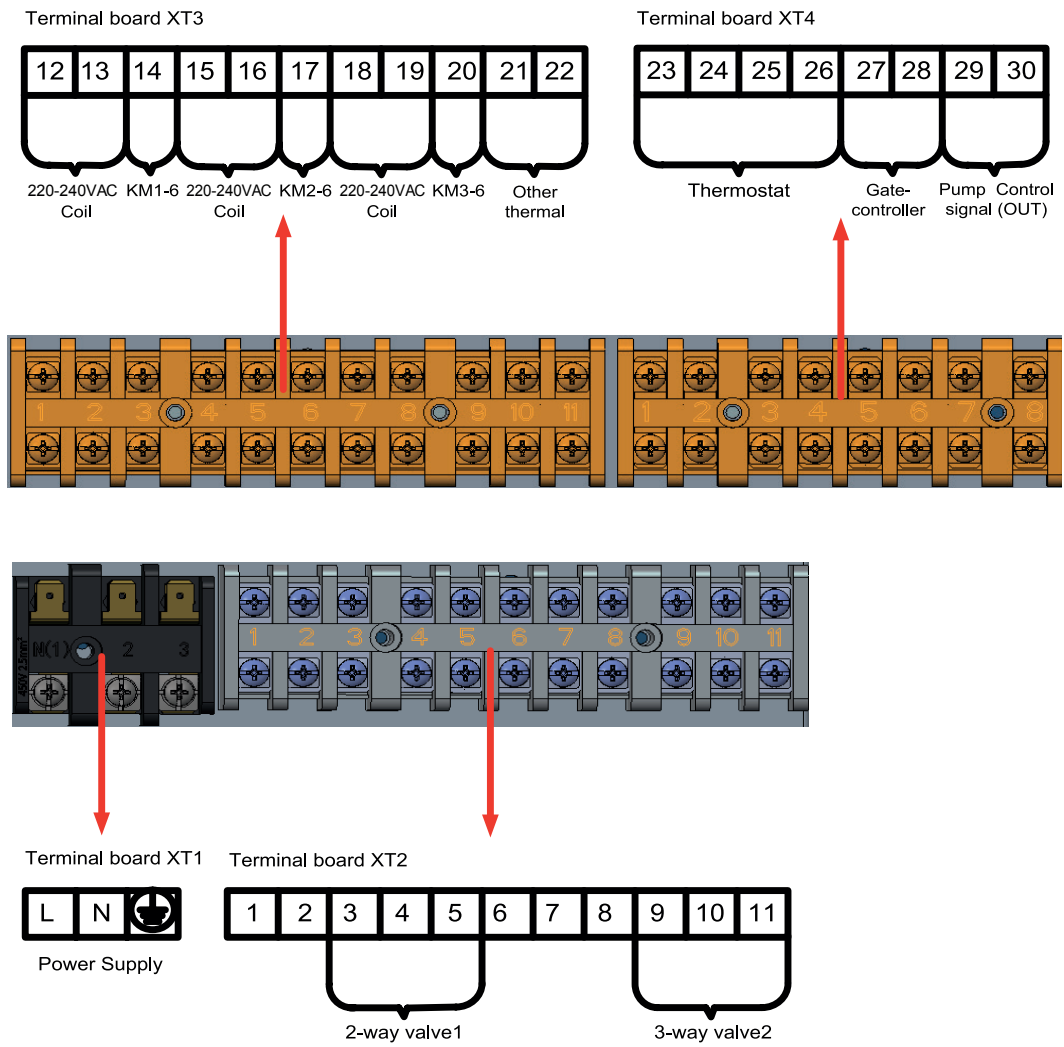 Terminal board XT3
Terminal board XT4
12 13 14 15 16 17 18 19 20 21 22
23 24 25 26 27 28 29 30
220-240VAC KM1-6 220-240VAC KM2-6 220-240VAC KM3-6 Other
Coil Coil Coil thermal
Thermostat Gate- Pump Control
controller signal (OUT)
1 2 3 4 5 6 7 8 9 10 11
1 2 3 4 5 6 7 8
N(1) 2 3
450V 2.5mm²
1 2 3 4 5 6 7 8 9 10 11
Terminal board XT1
Terminal board XT2
L N
1 2 3 4 5 6 7 8 9 10 11
Power Supply
2-way valve1 3-way valve2